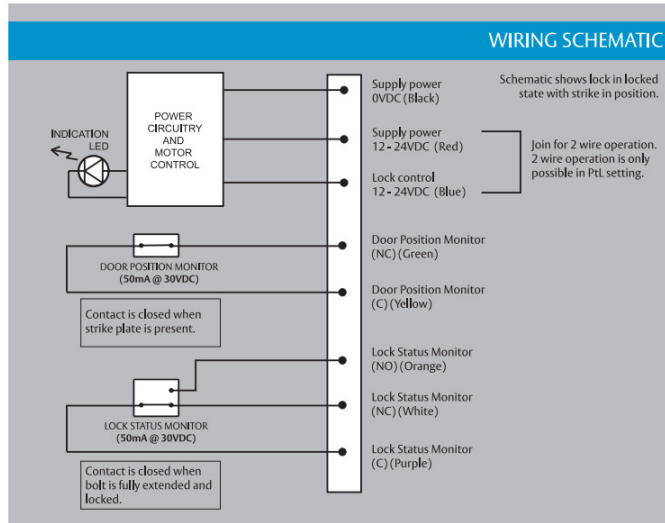 WIRING SCHEMATIC
Schematic shows lock in locked
state with strike in position.
POWER
CIRCUITRY
AND
MOTOR
CONTROL
INDICATION
LED
Supply power
0VDC (Black)
Supply power
12 - 24VDC (Red)
Lock control
12 - 24VDC (Blue)
Join for 2 wire operation.
2 wire operation is only
possible in PtL setting.
DOOR POSITION MONITOR
(50mA @ 30VDC)
Contact is closed when
strike plate is present.
Door Position Monitor
(NC) (Green)
Door Position Monitor
(C) (Yellow)
Lock Status Monitor
(NO) (Orange)
Lock Status Monitor
(NC) (White)
Lock Status Monitor
(C) (Purple)
LOCK STATUS MONITOR
(50mA @ 30VDC)
Contact is closed when
bolt is fully extended and
locked.